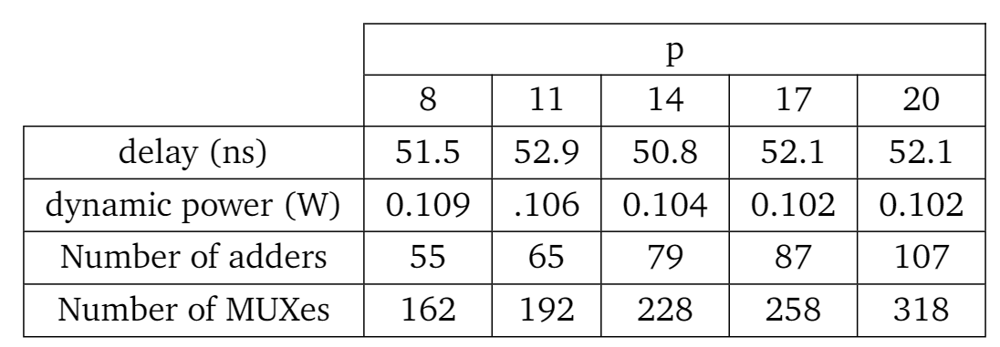 p
8 11 14 17 20
delay (ns) 51.5 52.9 50.8 52.1 52.1
dynamic power (W) 0.109 .106 0.104 0.102 0.102
Number of adders 55 65 79 87 107
Number of MUXes 162 192 228 258 318